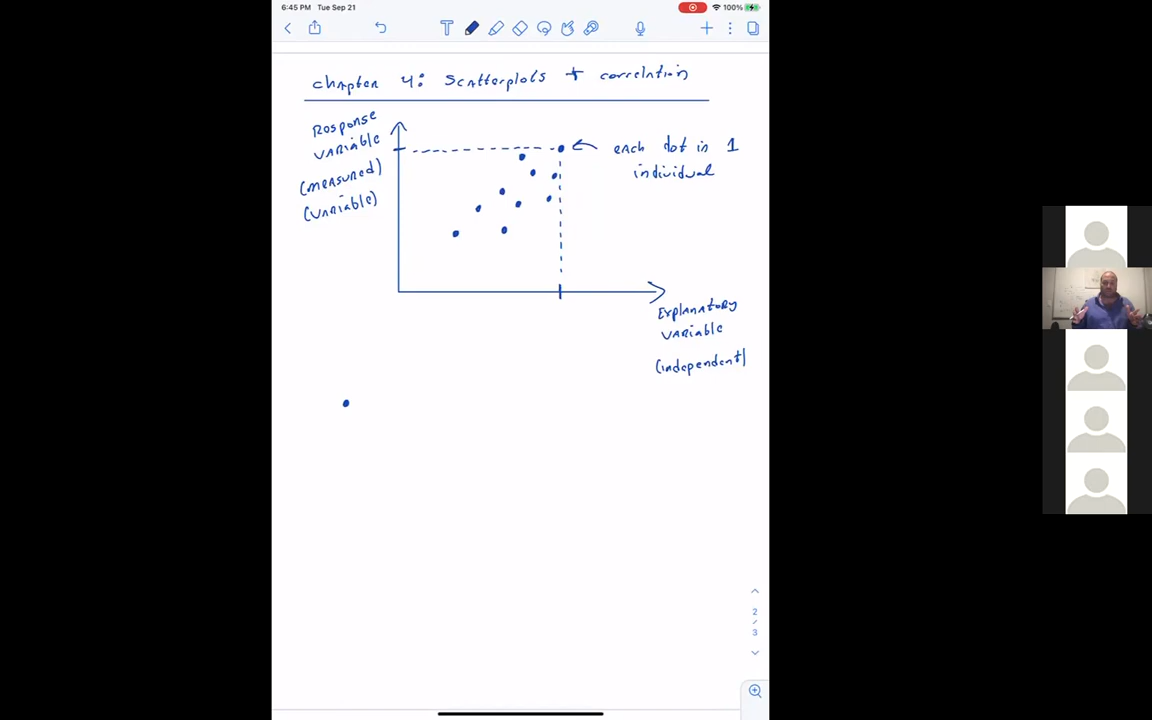 6:45 PM Tue Sep 21
100%
T
chapter 4: Scatterplots + correlation
Response
variable
(measured)
(variable)
each dot in 1
individual
Explanatory
variable
(independent)
2
/
3